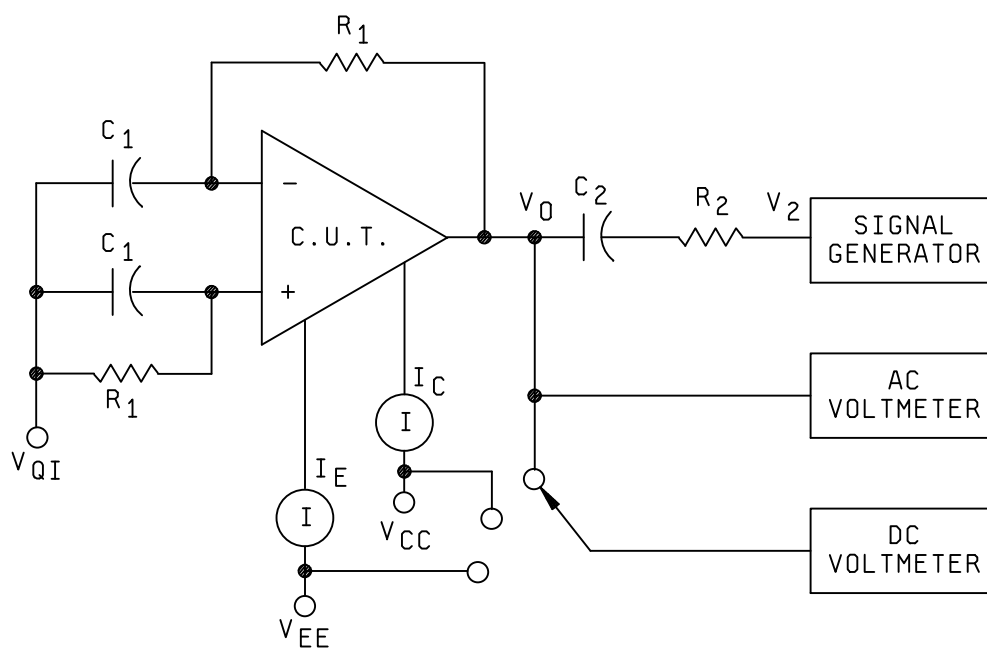 R1
C1
−
C.U.T.
VO
C2
R2
V2
SIGNAL
GENERATOR
C1
+
R1
IC
I
AC
VOLTMETER
VQI
IE
I
VCC
DC
VOLTMETER
VEE